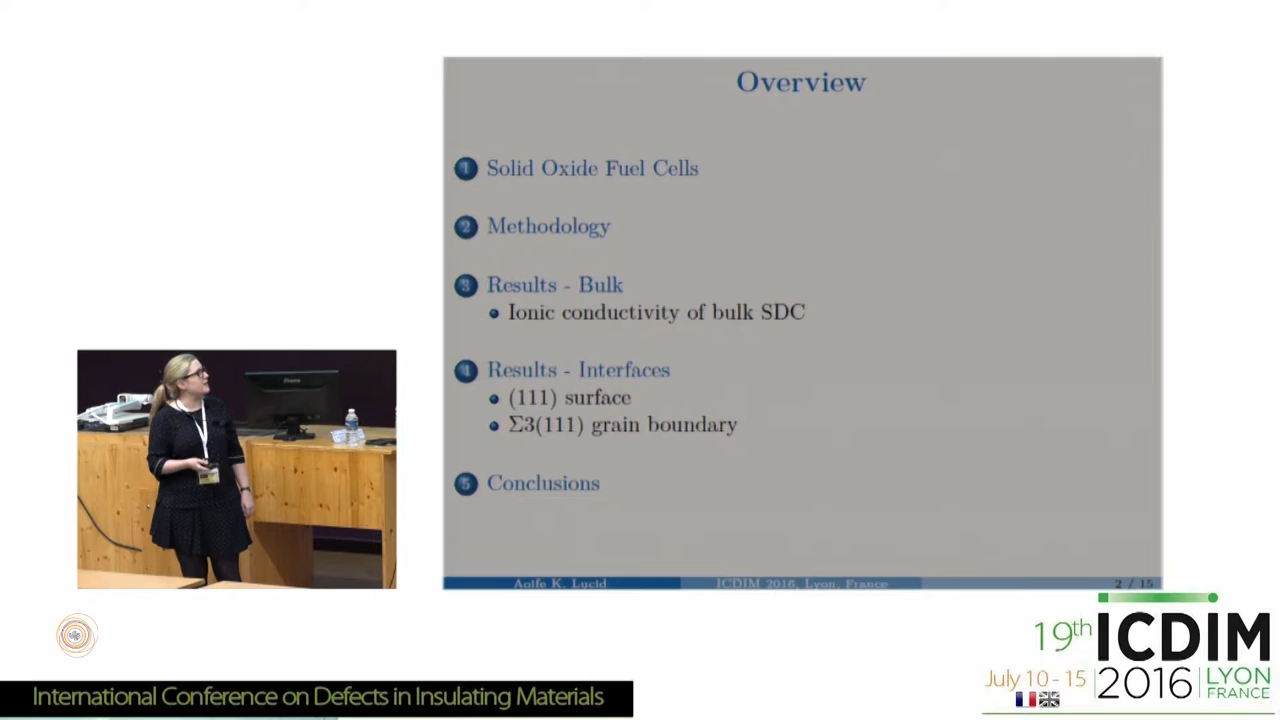 Overview
1 Solid Oxide Fuel Cells
2 Methodology
3 Results - Bulk
Ionic conductivity of bulk SDC
4 Results - Interfaces
(111) surface
Σ3(111) grain boundary
5 Conclusions
Aoife K. Lucid ICDIM 2016, Lyon, France 2 / 15
19th ICDIM
July 10 - 15 2016 LYON
FRANCE
International Conference on Defects in Insulating Materials